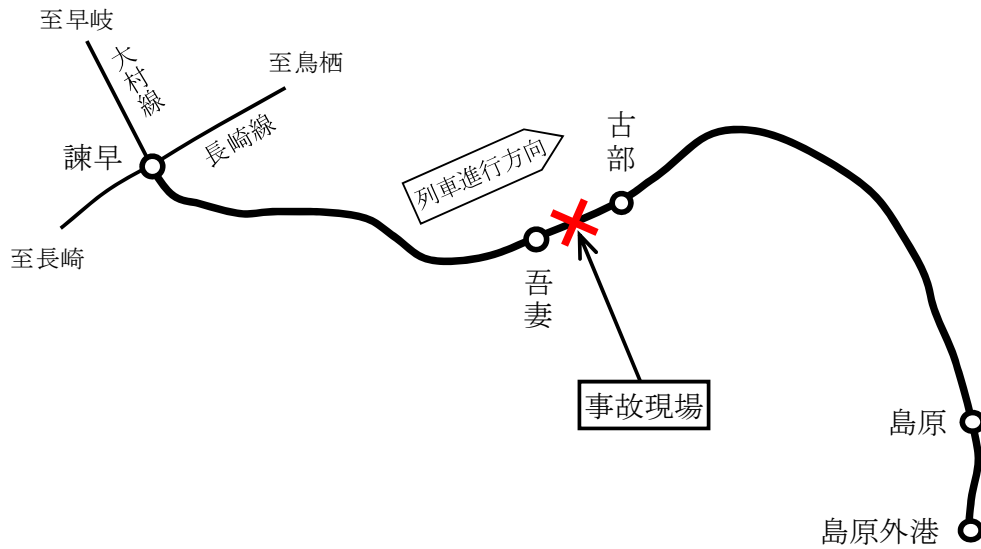 至早岐
大村線
至鳥栖
長崎線
諫早
至長崎
列車進行方向
古部
吾妻
事故現場
島原
島原外港